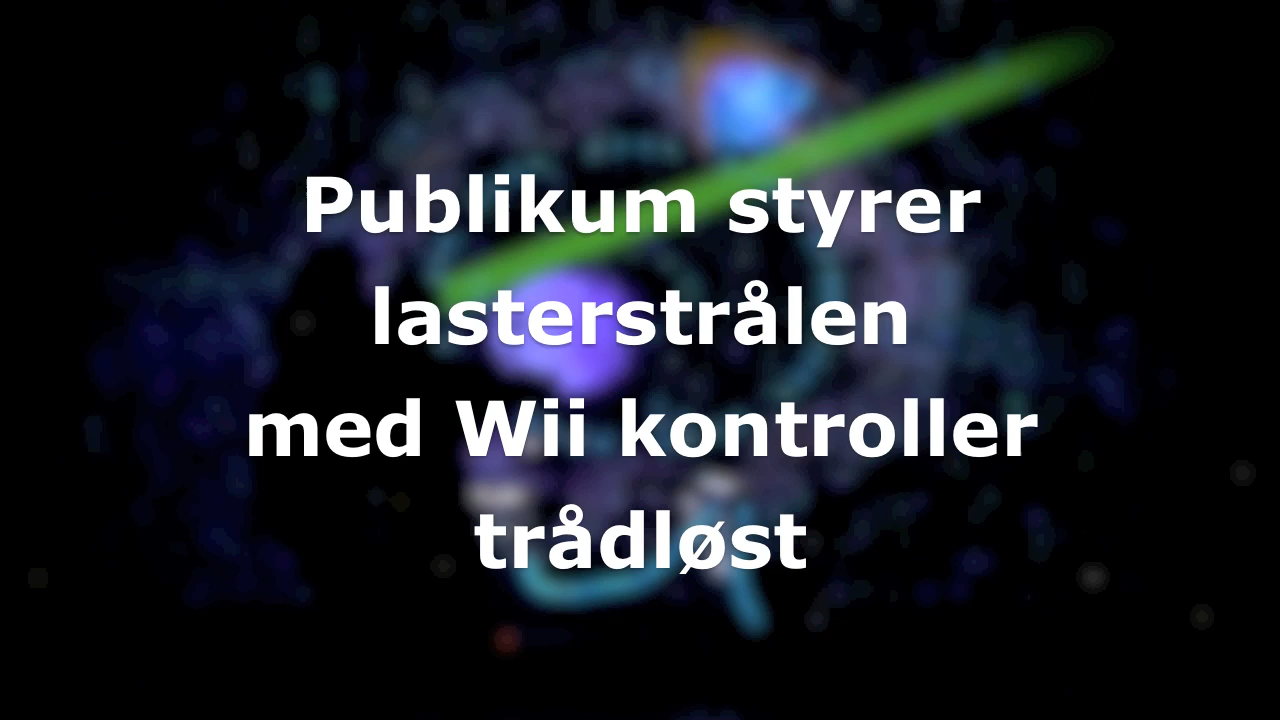 Publikum styrer
lasterstrålen
med Wii kontroller
trådløst